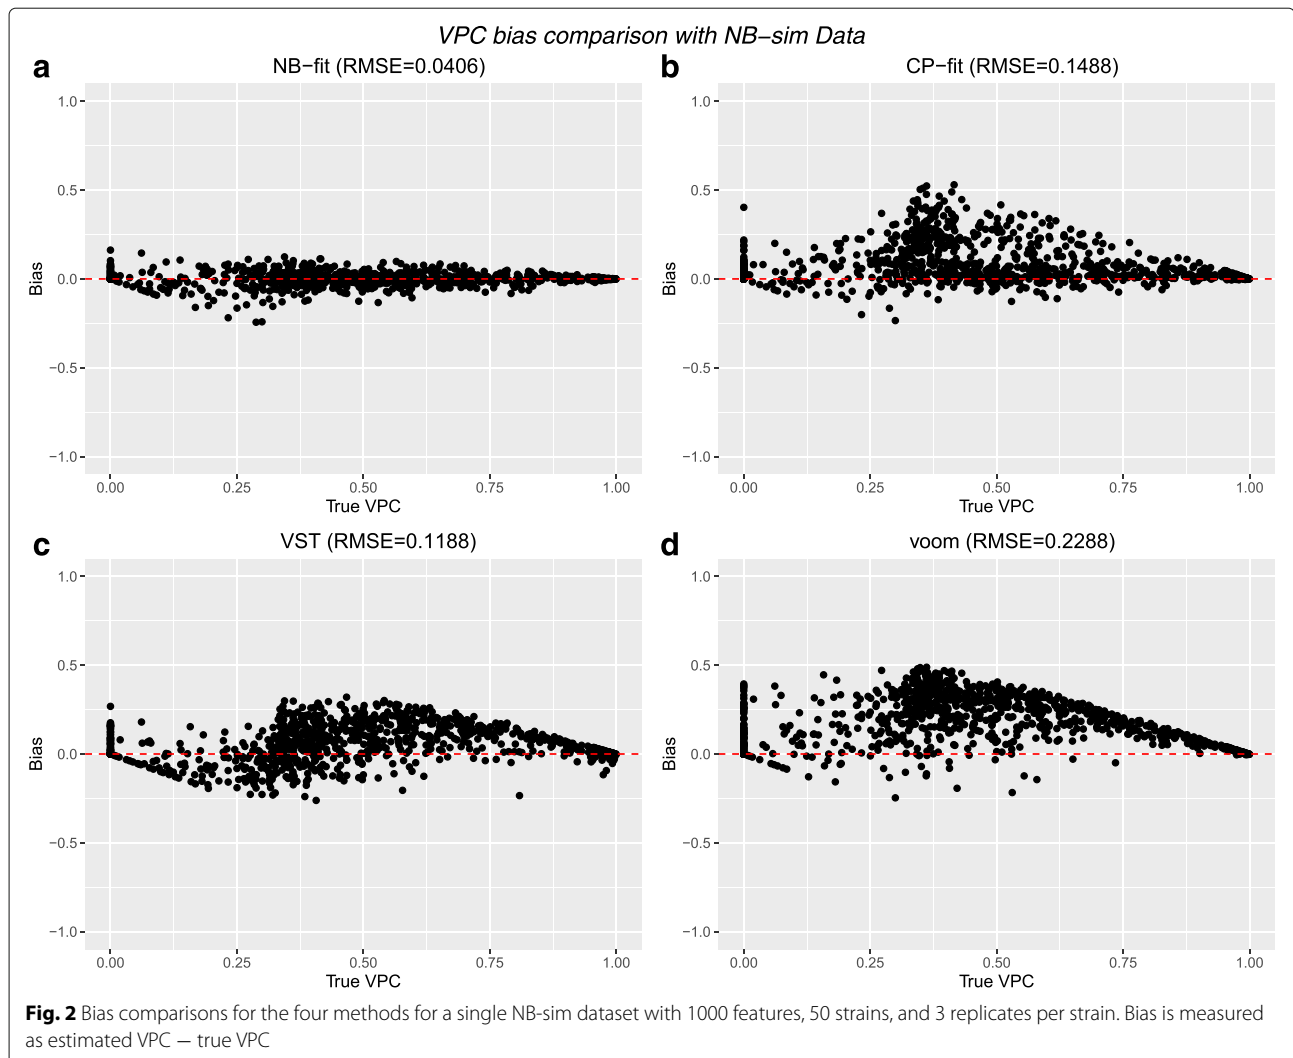 VPC bias comparison with NB−sim Data
a
NB−fit (RMSE=0.0406)
1.0
0.5
0.0
−0.5
−1.0
Bias
0.00 0.25 0.50 0.75 1.00
True VPC
b
CP−fit (RMSE=0.1488)
1.0
0.5
0.0
−0.5
−1.0
Bias
0.00 0.25 0.50 0.75 1.00
True VPC
c
VST (RMSE=0.1188)
1.0
0.5
0.0
−0.5
−1.0
Bias
0.00 0.25 0.50 0.75 1.00
True VPC
d
voom (RMSE=0.2288)
1.0
0.5
0.0
−0.5
−1.0
Bias
0.00 0.25 0.50 0.75 1.00
True VPC
Fig. 2 Bias comparisons for the four methods for a single NB-sim dataset with 1000 features, 50 strains, and 3 replicates per strain. Bias is measured
as estimated VPC − true VPC